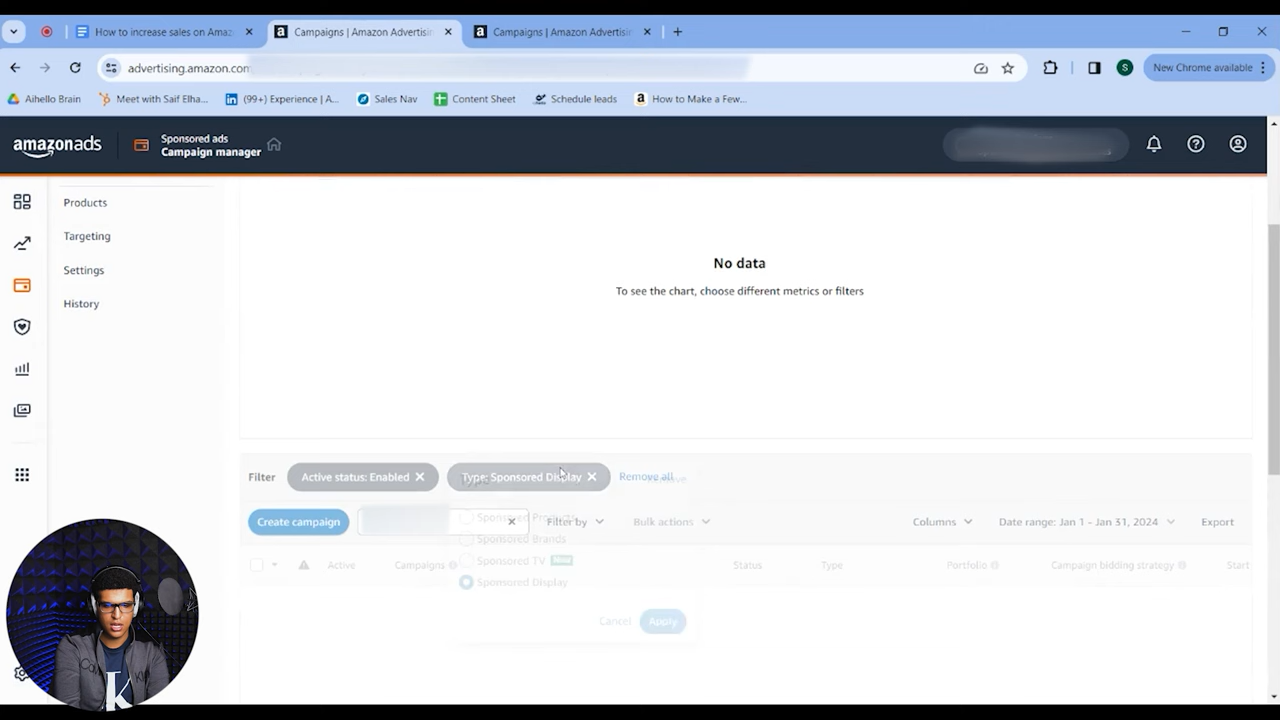 How to increase sales on Amaz
Campaigns | Amazon Advertisi
Campaigns | Amazon Advertisi
advertising.amazon.com
S
New Chrome available
Aihello Brain
Meet with Saif Elha...
(99+) Experience | A...
Sales Nav
Content Sheet
Schedule leads
How to Make a Few...
amazonads
Sponsored ads
Campaign manager
Products
Targeting
Settings
History
No data
To see the chart, choose different metrics or filters
Filter
Active status: Enabled
Type: Sponsored Display
Remove all
Type
Create campaign
Sponsored Products
Filter by
Bulk actions
Columns
Date range: Jan 1 - Jan 31, 2024
Export
Sponsored Brands
Sponsored TV
New
Active
Campaigns
Status
Type
Portfolio
Campaign bidding strategy
Start
Sponsored Display
Cancel
Apply